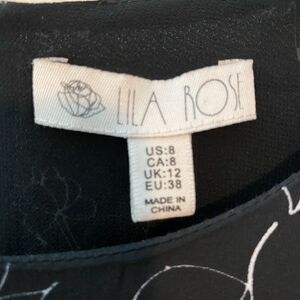 LILA ROSE
US:8
CA:8
UK:12
EU:38
MADE IN
CHINA